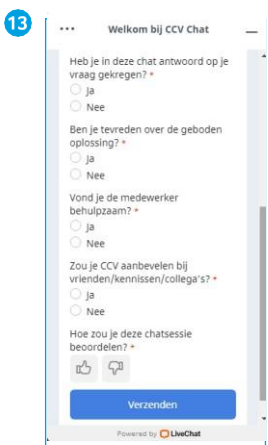 13
Welkom bij CCV Chat
Heb je in deze chat antwoord op je
vraag gekregen? *
Ja
Nee
Ben je tevreden over de geboden
oplossing? *
Ja
Nee
Vond je de medewerker
behulpzaam? *
Ja
Nee
Zou je CCV aanbevelen bij
vrienden/kennissen/collega's? *
Ja
Nee
Hoe zou je deze chatsessie
beoordelen? *
Verzenden
Powered by LiveChat